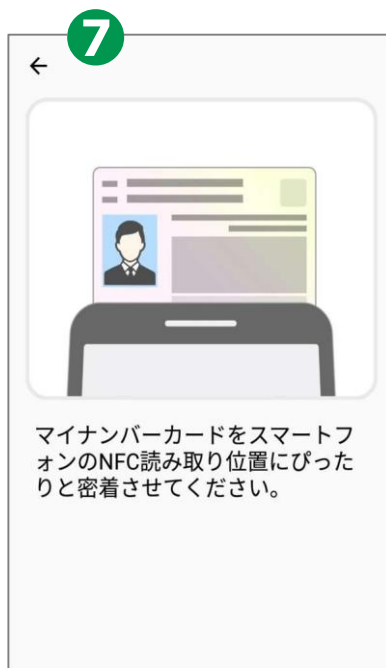 7
←
マイナンバーカードをスマートフ
ォンのNFC読み取り位置にぴった
りと密着させてください。